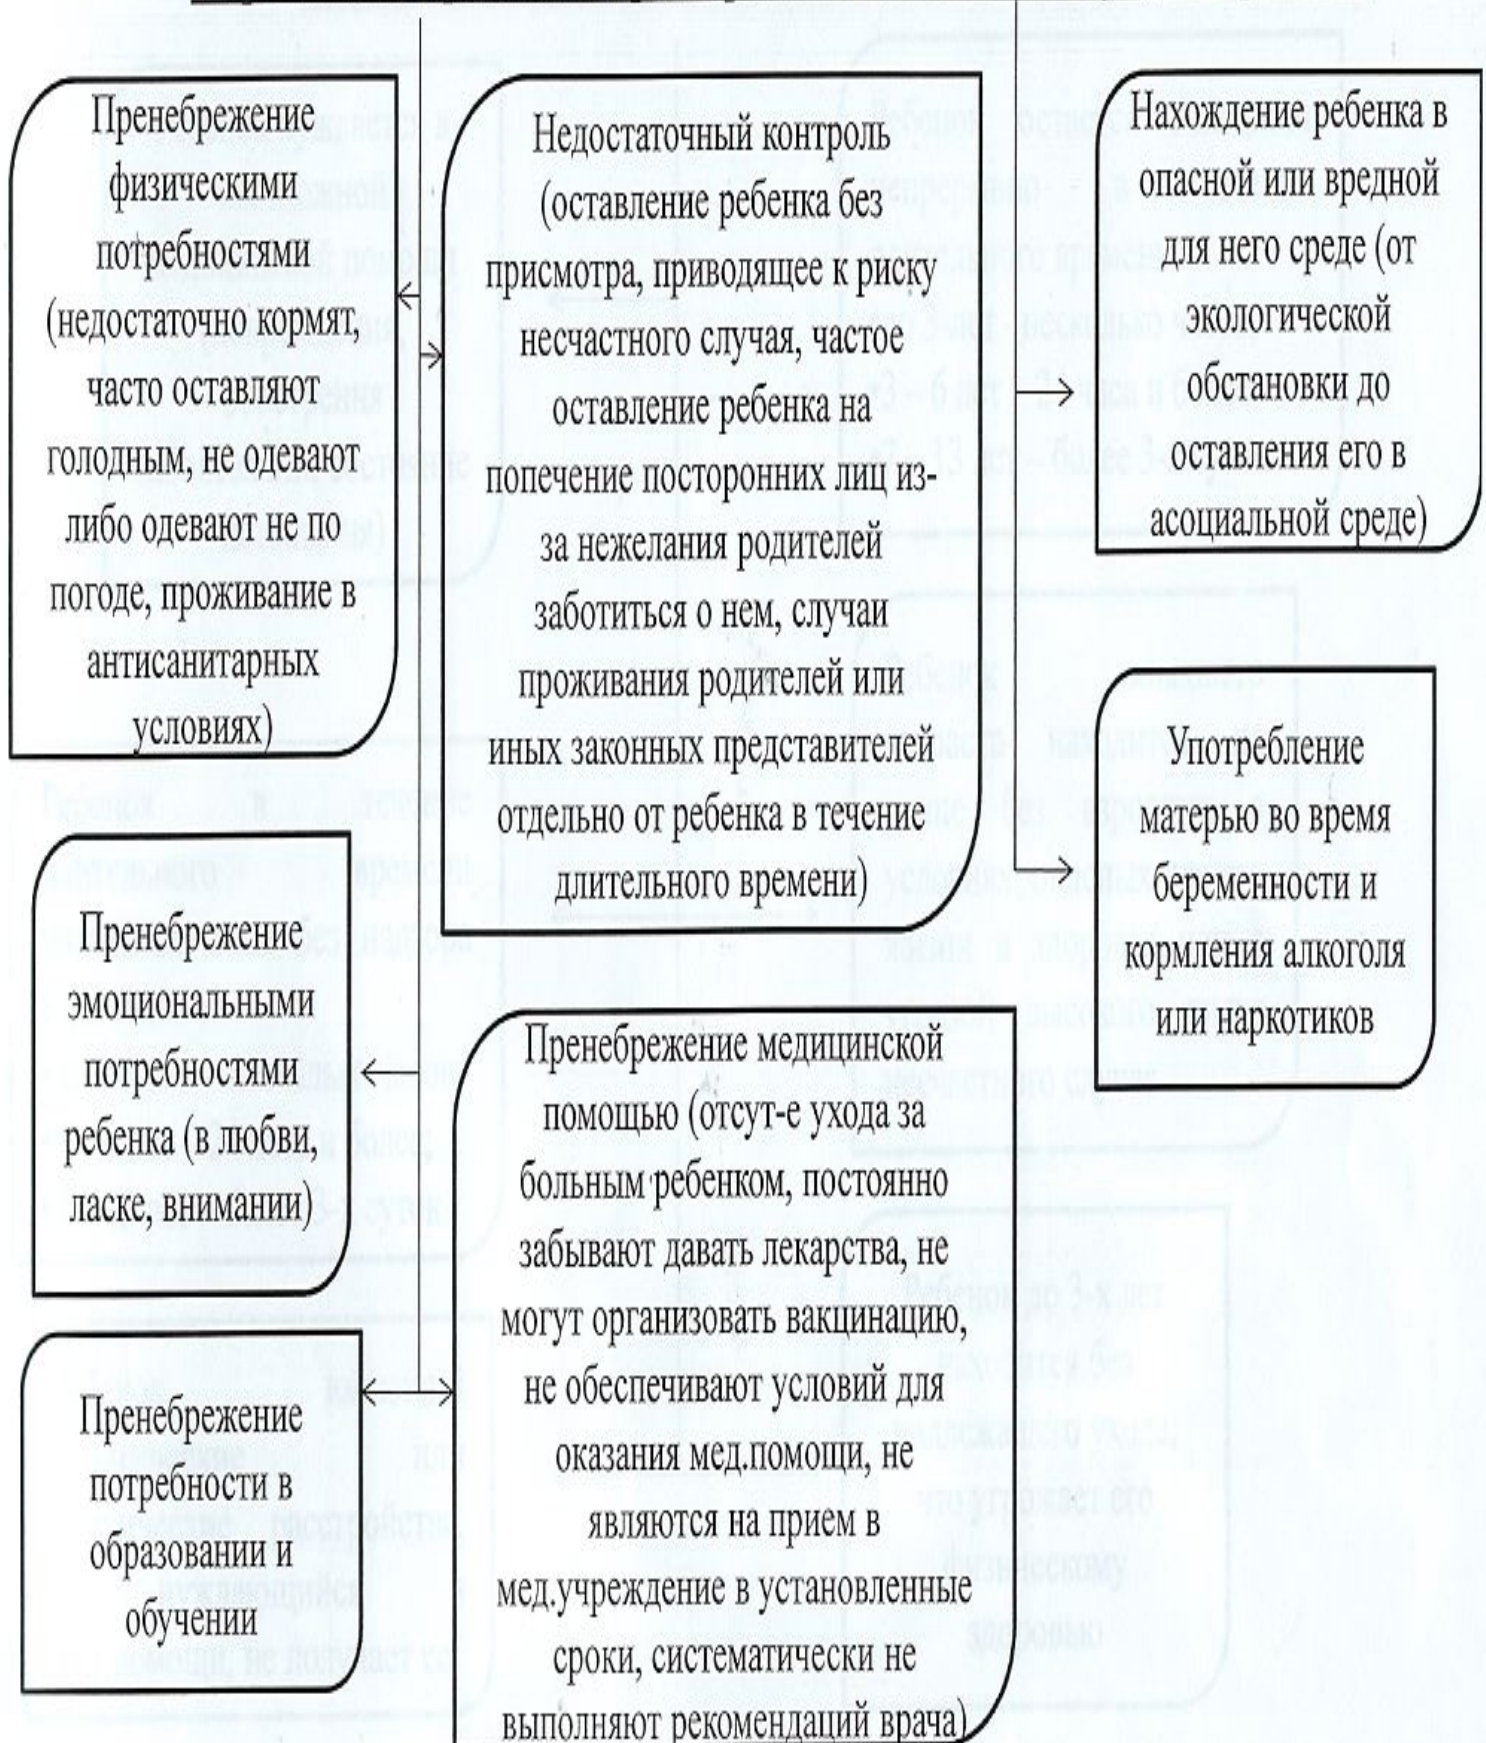 Пренебрежение
физическими
потребностями
(недостаточно кормят,
часто оставляют
голодным, не одевают
либо одевают не по
погоде, проживание в
антисанитарных
условиях)
Недостаточный контроль
(оставление ребенка без
присмотра, приводящее к риску
несчастного случая, частое
оставление ребенка на
попечение посторонних лиц из-
за нежелания родителей
заботиться о нем, случаи
проживания родителей или
иных законных представителей
отдельно от ребенка в течение
длительного времени)
Нахождение ребенка в
опасной или вредной
для него среде (от
экологической
обстановки до
оставления его в
асоциальной среде)
Употребление
матерью во время
беременности и
кормления алкоголя
или наркотиков
Пренебрежение
эмоциональными
потребностями
ребенка (в любви,
ласке, внимании)
Пренебрежение медицинской
помощью (отсут-е ухода за
больным ребенком, постоянно
забывают давать лекарства, не
могут организовать вакцинацию,
не обеспечивают условий для
оказания мед.помощи, не
являются на прием в
мед.учреждение в установленные
сроки, систематически не
выполняют рекомендаций врача)
Пренебрежение
потребности в
образовании и
обучении